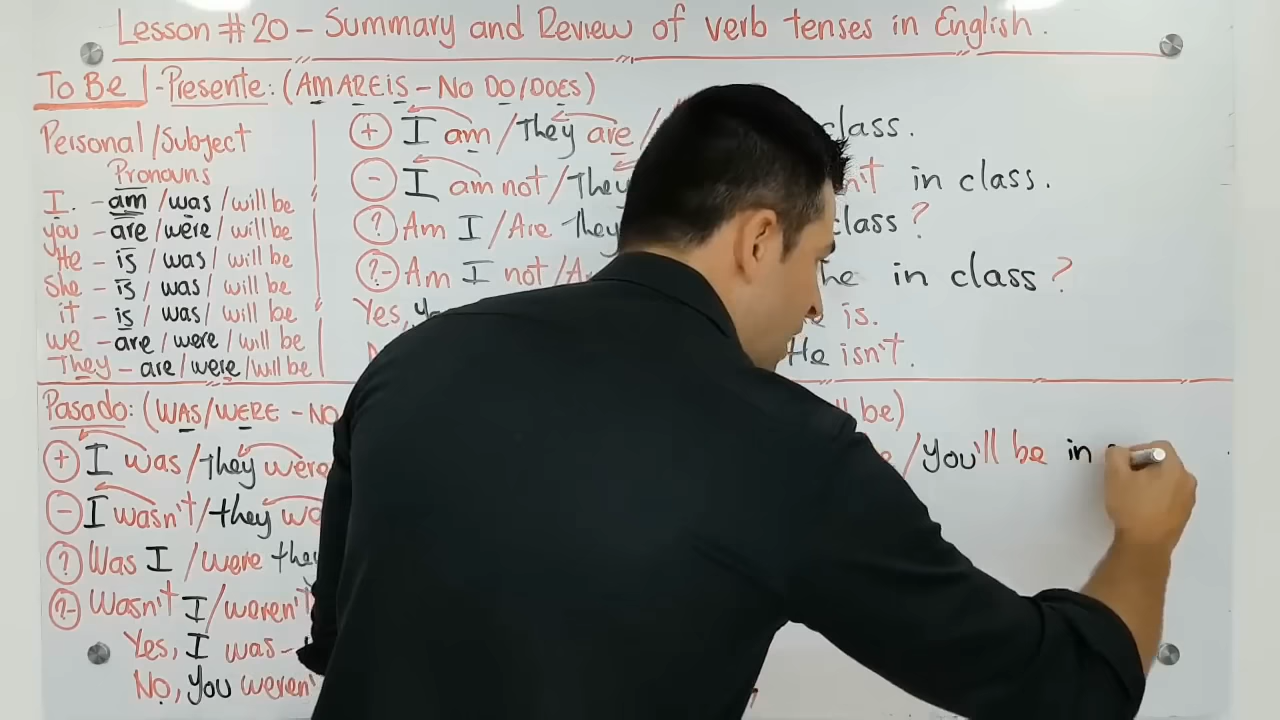 Lesson #20 – Summary and Review of verb tenses in English.
To Be - Presente: (AM ARE IS – NO DO/DOES)
Personal/Subject
Pronouns
I. - am /was /will be
you - are /were/ will be
He - is / was/ will be
She - is / was/ will be
it - is / was/ will be
we - are / were / will be
They - are/were/will be
(+) I am /They are / class.
(-) I am not/They n't in class.
(?) Am I/Are they class?
(?-) Am I not/A he in class?
Yes, is.
He isn't.
Pasado: (WAS/WERE - NO
(+) I was/They were
(-) I wasn't/they we
(?) Was I /were they
(?-) Wasn't I/weren't
Yes, I was-
No, you weren't
ll be)
/you'll be in